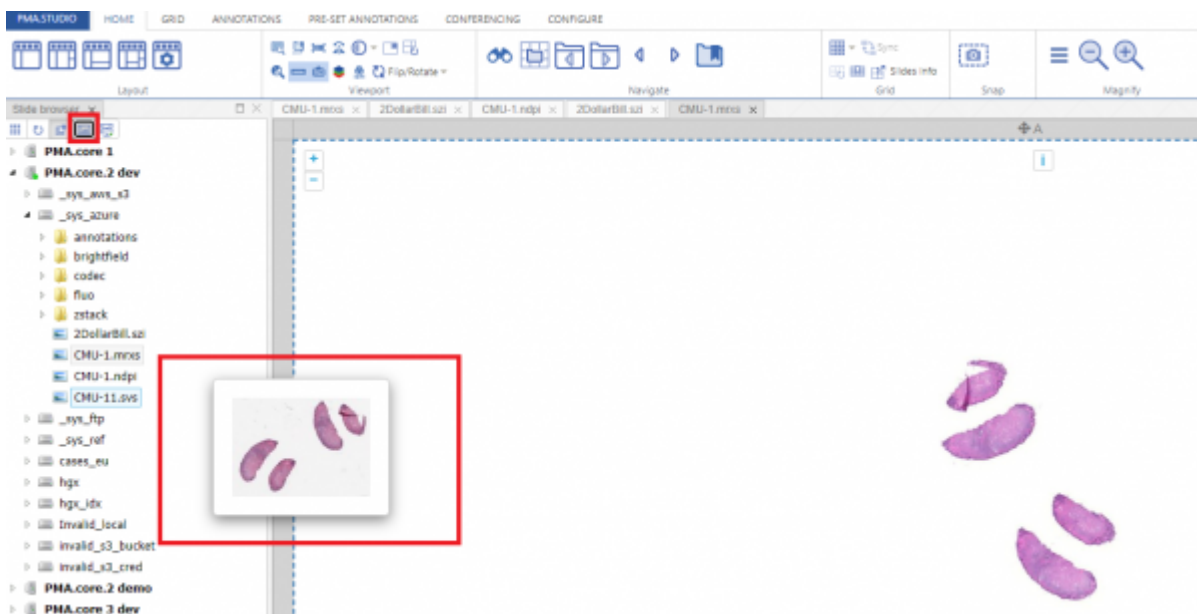 PMA.STUDIO HOME GRID ANNOTATIONS PRE-SET ANNOTATIONS CONFERENCING CONFIGURE
Sync
Flip/Rotate
Slides Info
Layout Viewport Navigate Grid Snap Magnify
Slide browser x CMU-1.mrxs x 2DollarBill.szi x CMU-1.ndpi x 2DollarBill.szi x CMU-1.mrxs x
A
PMA.core 1
+
i
PMA.core.2 dev
−
_sys_aws_s3
_sys_azure
annotations
brightfield
codec
fluo
zstack
2DollarBill.szi
CMU-1.mrxs
CMU-1.ndpi
CMU-11.svs
_sys_ftp
_sys_ref
cases_eu
hgx
hgx_idx
Invalid_local
invalid_s3_bucket
invalid_s3_cred
PMA.core.2 demo
PMA.core 3 dev